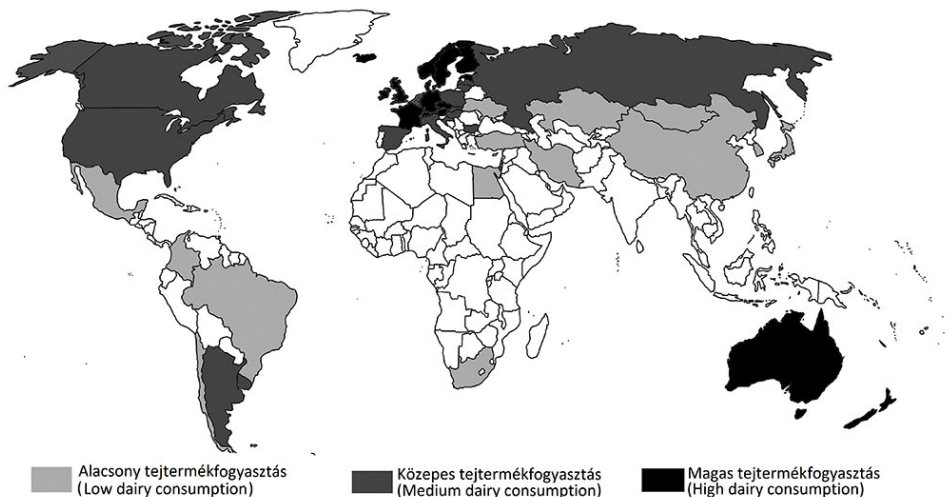 Alacsony tejtermékfogyasztás
(Low dairy consumption)
Közepes tejtermékfogyasztás
(Medium dairy consumption)
Magas tejtermékfogyasztás
(High dairy consumption)